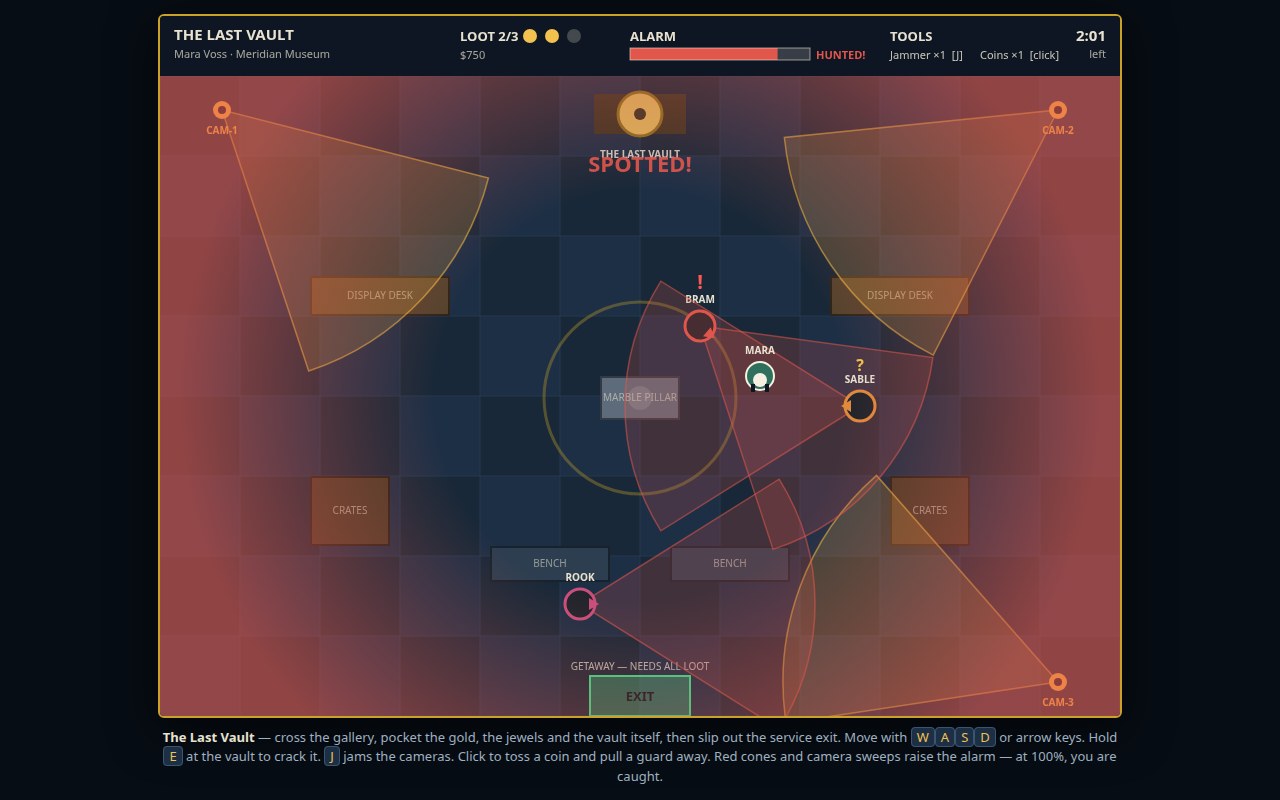 THE LAST VAULT
Mara Voss · Meridian Museum
LOOT 2/3
$750
ALARM
HUNTED!
TOOLS
Jammer ×1 [J] Coins ×1 [click]
2:01
left
CAM-1
CAM-2
THE LAST VAULT
SPOTTED!
DISPLAY DESK
DISPLAY DESK
!
BRAM
MARA
?
SABLE
MARBLE PILLAR
CRATES
CRATES
BENCH
BENCH
ROOK
GETAWAY — NEEDS ALL LOOT
EXIT
CAM-3
The Last Vault — cross the gallery, pocket the gold, the jewels and the vault itself, then slip out the service exit. Move with W A S D or arrow keys. Hold
E at the vault to crack it. J jams the cameras. Click to toss a coin and pull a guard away. Red cones and camera sweeps raise the alarm — at 100%, you are
caught.